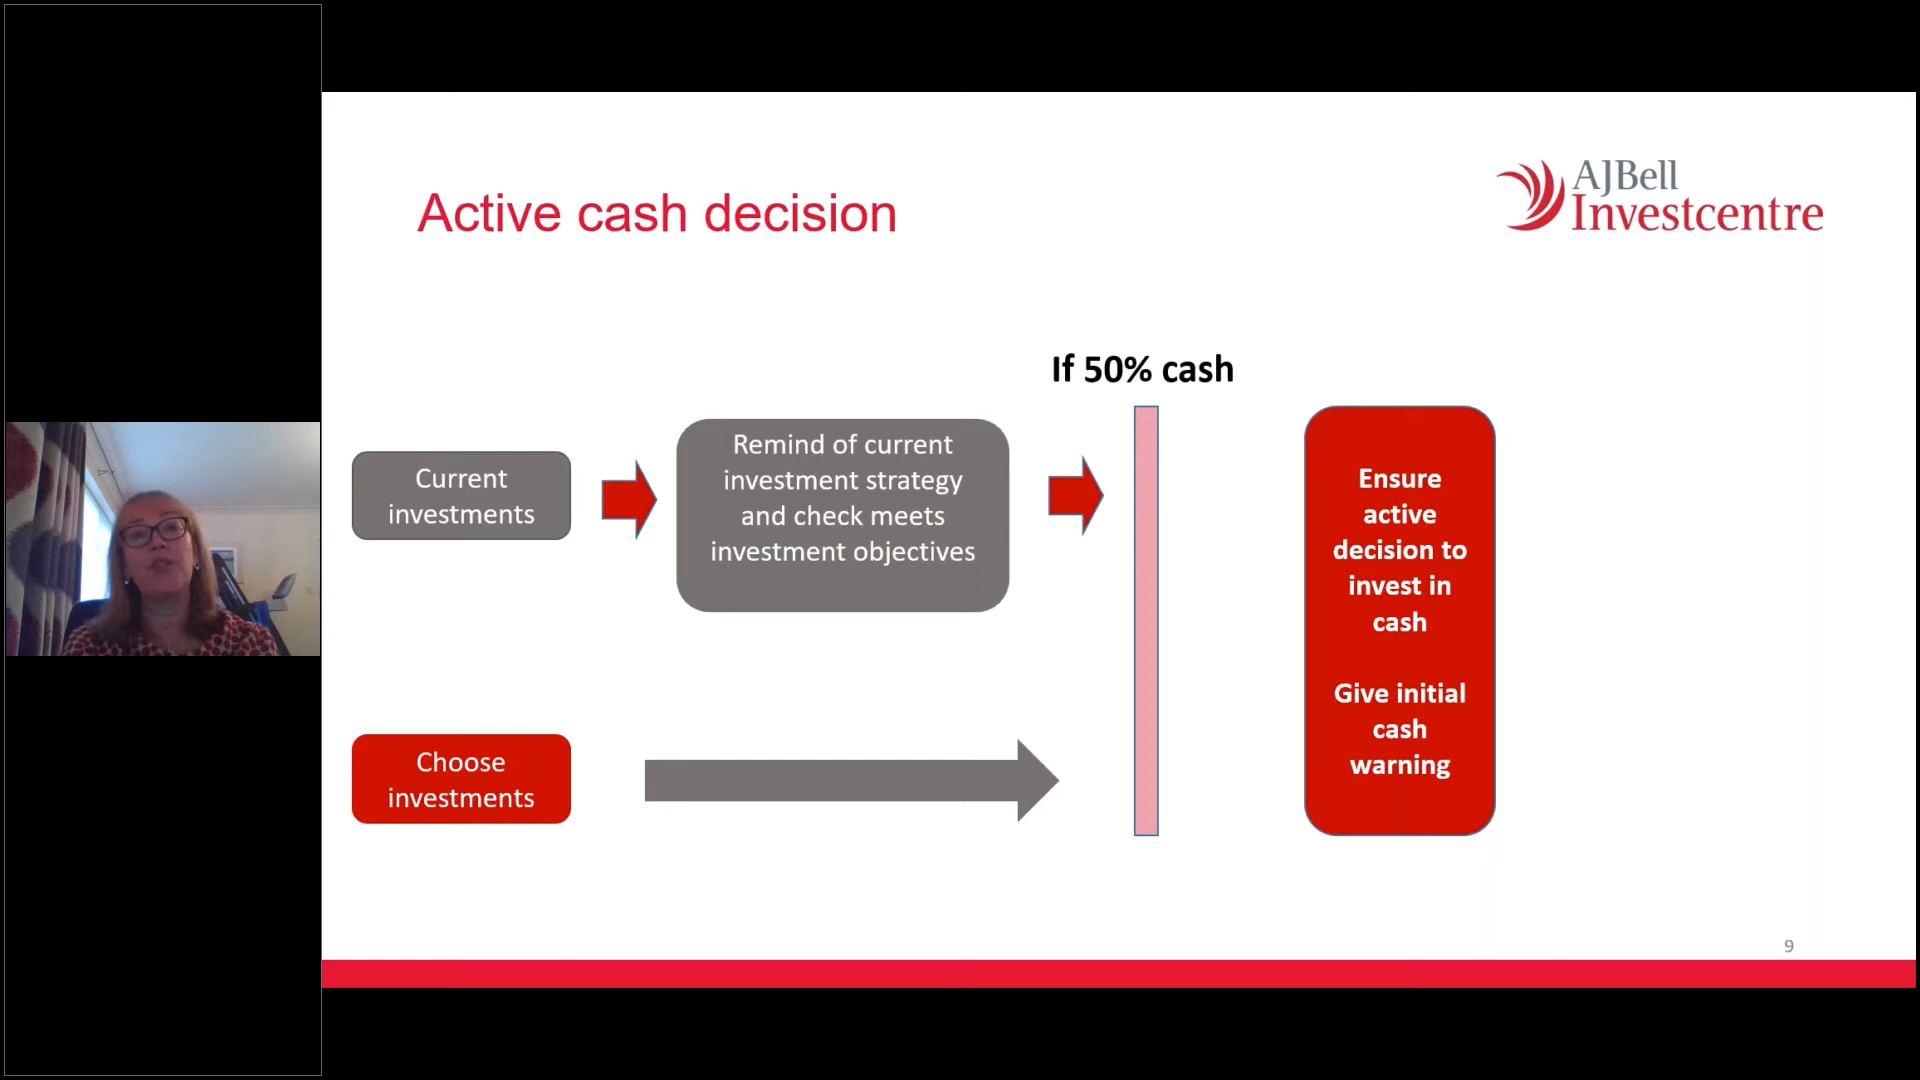 Active cash decision
AJBell
Investcentre
If 50% cash
Current
investments
Remind of current
investment strategy
and check meets
investment objectives
Ensure
active
decision to
invest in
cash
Give initial
cash
warning
Choose
investments
9